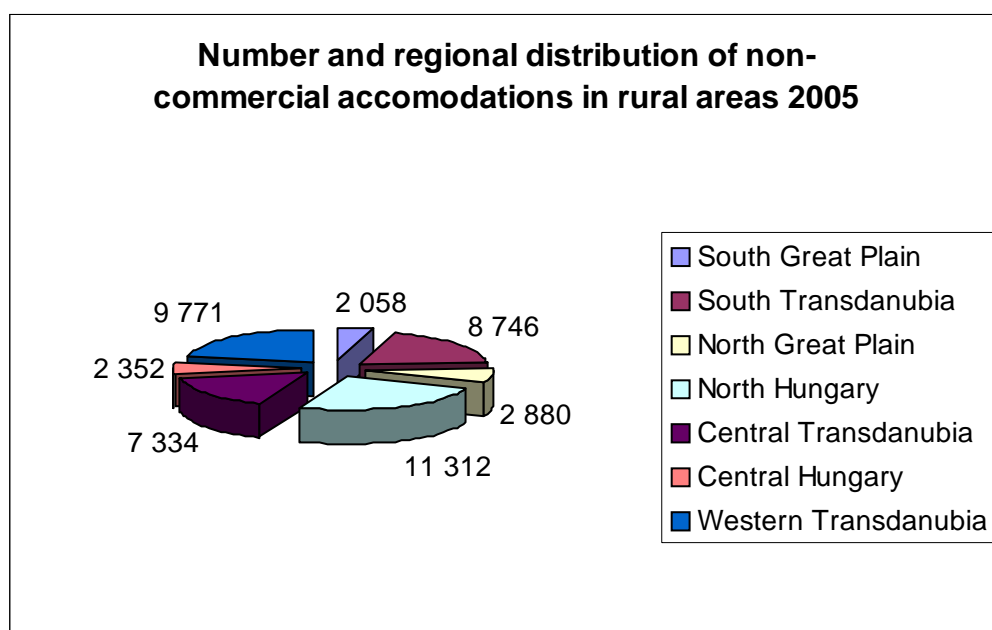 Number and regional distribution of non-
commercial accomodations in rural areas 2005
9 771
2 058
8 746
2 352
2 880
7 334
11 312
South Great Plain
South Transdanubia
North Great Plain
North Hungary
Central Transdanubia
Central Hungary
Western Transdanubia